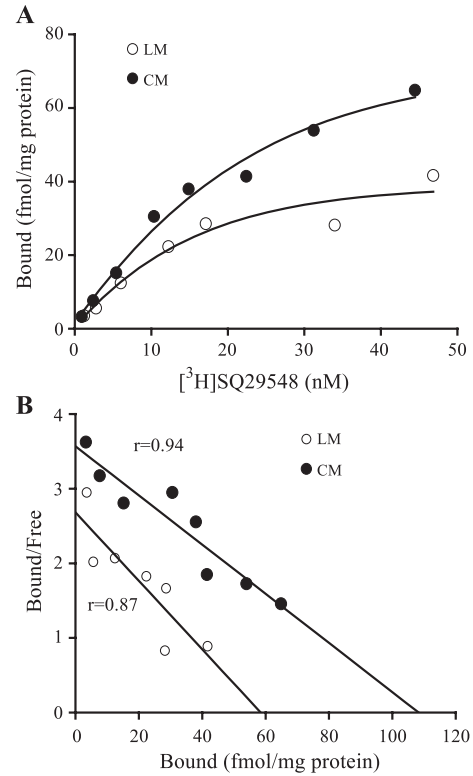 A
LM
CM
80
60
40
20
0
Bound (fmol/mg protein)
0 10 20 30 40 50
[³H]SQ29548 (nM)
B
LM
CM
r=0.94
r=0.87
4
3
2
1
0
Bound/Free
0 20 40 60 80 100 120
Bound (fmol/mg protein)